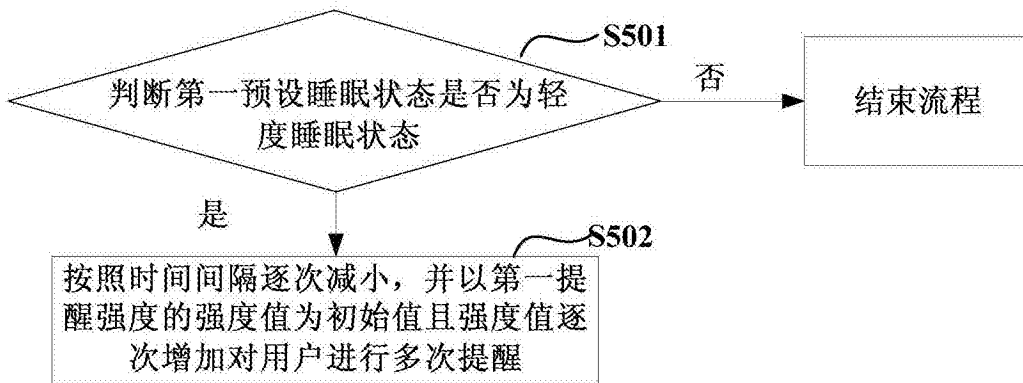 S501
判断第一预设睡眠状态是否为轻
度睡眠状态
否
结束流程
是
S502
按照时间间隔逐次减小，并以第一提
醒强度的强度值为初始值且强度值逐
次增加对用户进行多次提醒